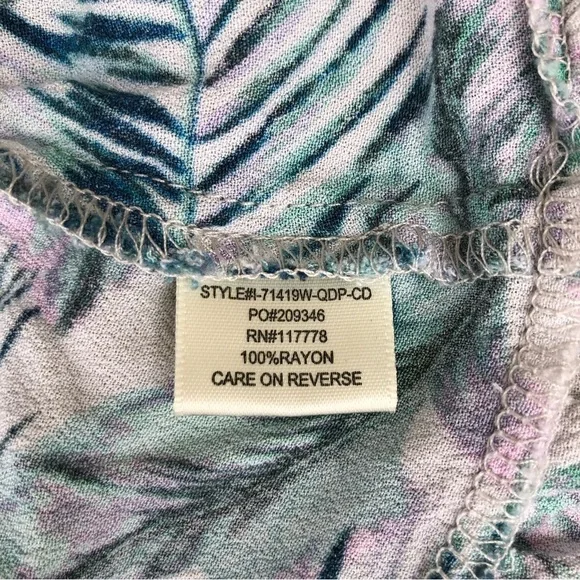 STYLE#I-71419W-QDP-CD
PO#209346
RN#117778
100%RAYON
CARE ON REVERSE